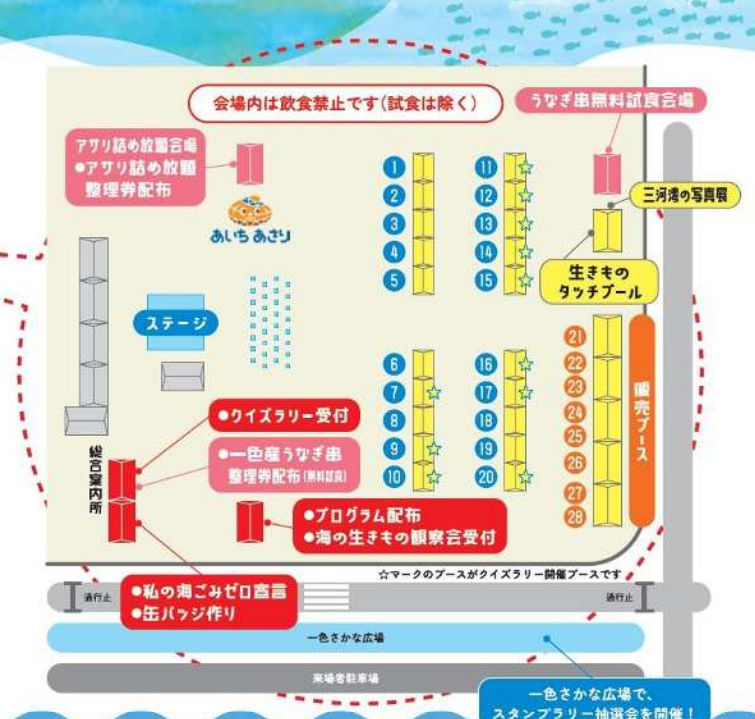 会場内は飲食禁止です(試食は除く)
うなぎ串無料試食会場
アサリ詰め放題会場
●アサリ詰め放題
整理券配布
あいち あさり
三河湾の写真展
生きもの
タッチプール
ステージ
1
2
3
4
5
11
12
13
14
15
6
7
8
9
10
16
17
18
19
20
21
22
23
24
25
26
27
28
販売ブース
●クイズラリー受付
●一色産うなぎ串
整理券配布(無料試食)
総合案内所
●プログラム配布
●海の生きもの観察会受付
☆マークのブースがクイズラリー開催ブースです
●私の海ごみゼロ宣言
●缶バッジ作り
通行止
通行止
一色さかな広場
来場者駐車場
一色さかな広場で、
スタンプラリー抽選会を開催!